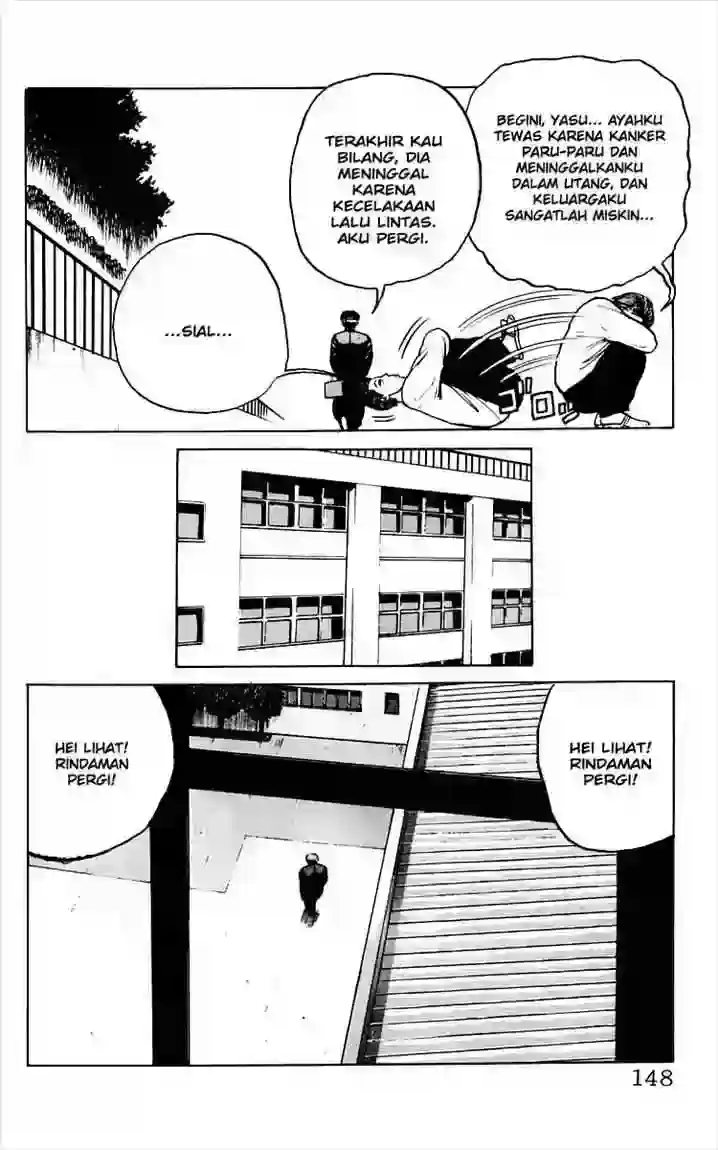 BEGINI, YASU... AYAHKU
TEWAS KARENA KANKER
PARU-PARU DAN
MENINGGALKANKU
DALAM UTANG, DAN
KELUARGAKU
SANGATLAH MISKIN...
TERAKHIR KAU
BILANG, DIA
MENINGGAL
KARENA
KECELAKAAN
LALU LINTAS.
AKU PERGI.
...SIAL...
HEI LIHAT!
RINDAMAN
PERGI!
HEI LIHAT!
RINDAMAN
PERGI!
148